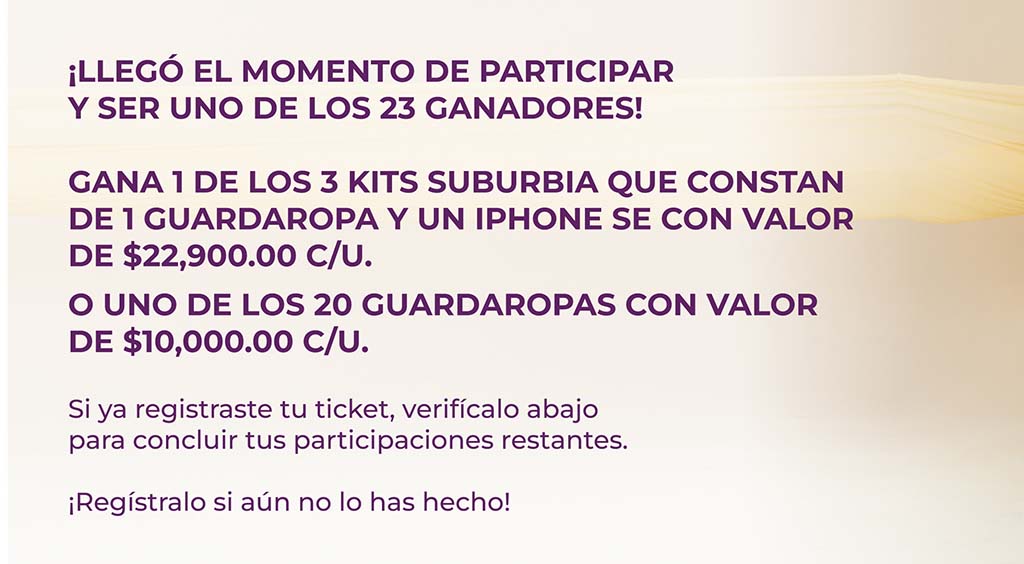 ¡LLEGÓ EL MOMENTO DE PARTICIPAR
Y SER UNO DE LOS 23 GANADORES!
GANA 1 DE LOS 3 KITS SUBURBIA QUE CONSTAN
DE 1 GUARDAROPA Y UN IPHONE SE CON VALOR
DE $22,900.00 C/U.
O UNO DE LOS 20 GUARDAROPAS CON VALOR
DE $10,000.00 C/U.
Si ya registraste tu ticket, verifícalo abajo
para concluir tus participaciones restantes.
¡Regístralo si aún no lo has hecho!